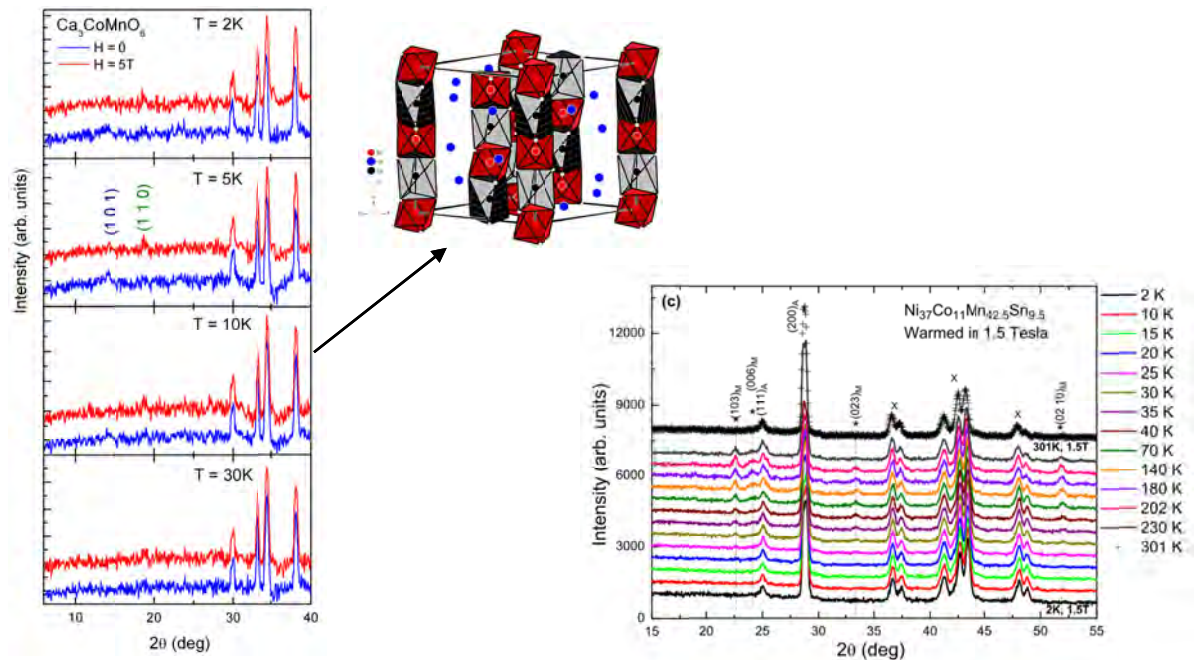 Ca₃CoMnO₆
T = 2K
H = 0
H = 5T
T = 5K
(1 0 1)
(1 1 0)
T = 10K
T = 30K
Intensity (arb. units)
10 20 30 40
2θ (deg)
(c)
Ni₃₇Co₁₁Mn₄₂.₅Sn₉.₅
Warmed in 1.5 Tesla
12000
9000
6000
3000
0
Intensity (arb. units)
(103)M
(006)M
(111)A
(200)A
(023)M
X
X
X
(02 10)M
301K, 1.5T
2K, 1.5T
15 20 25 30 35 40 45 50 55
2θ (deg)
2 K
10 K
15 K
20 K
25 K
30 K
35 K
40 K
70 K
140 K
180 K
202 K
230 K
301 K